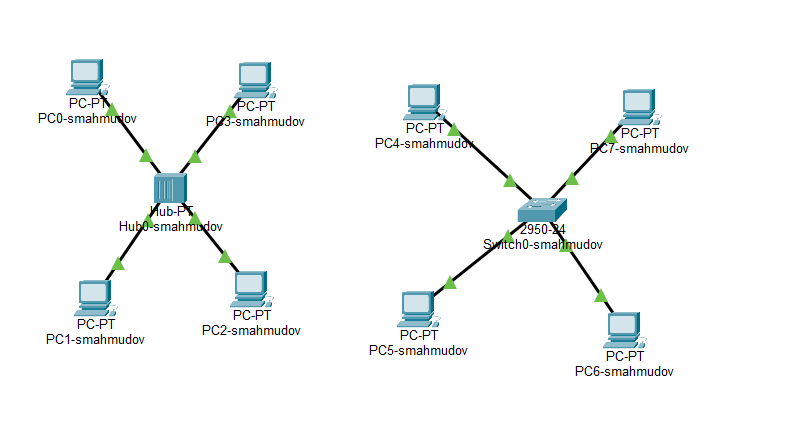 PC-PT
PC0-smahmudov
PC-PT
PC3-smahmudov
Hub-PT
Hub0-smahmudov
PC-PT
PC1-smahmudov
PC-PT
PC2-smahmudov
PC-PT
PC4-smahmudov
PC-PT
PC7-smahmudov
2950-24
Switch0-smahmudov
PC-PT
PC5-smahmudov
PC-PT
PC6-smahmudov